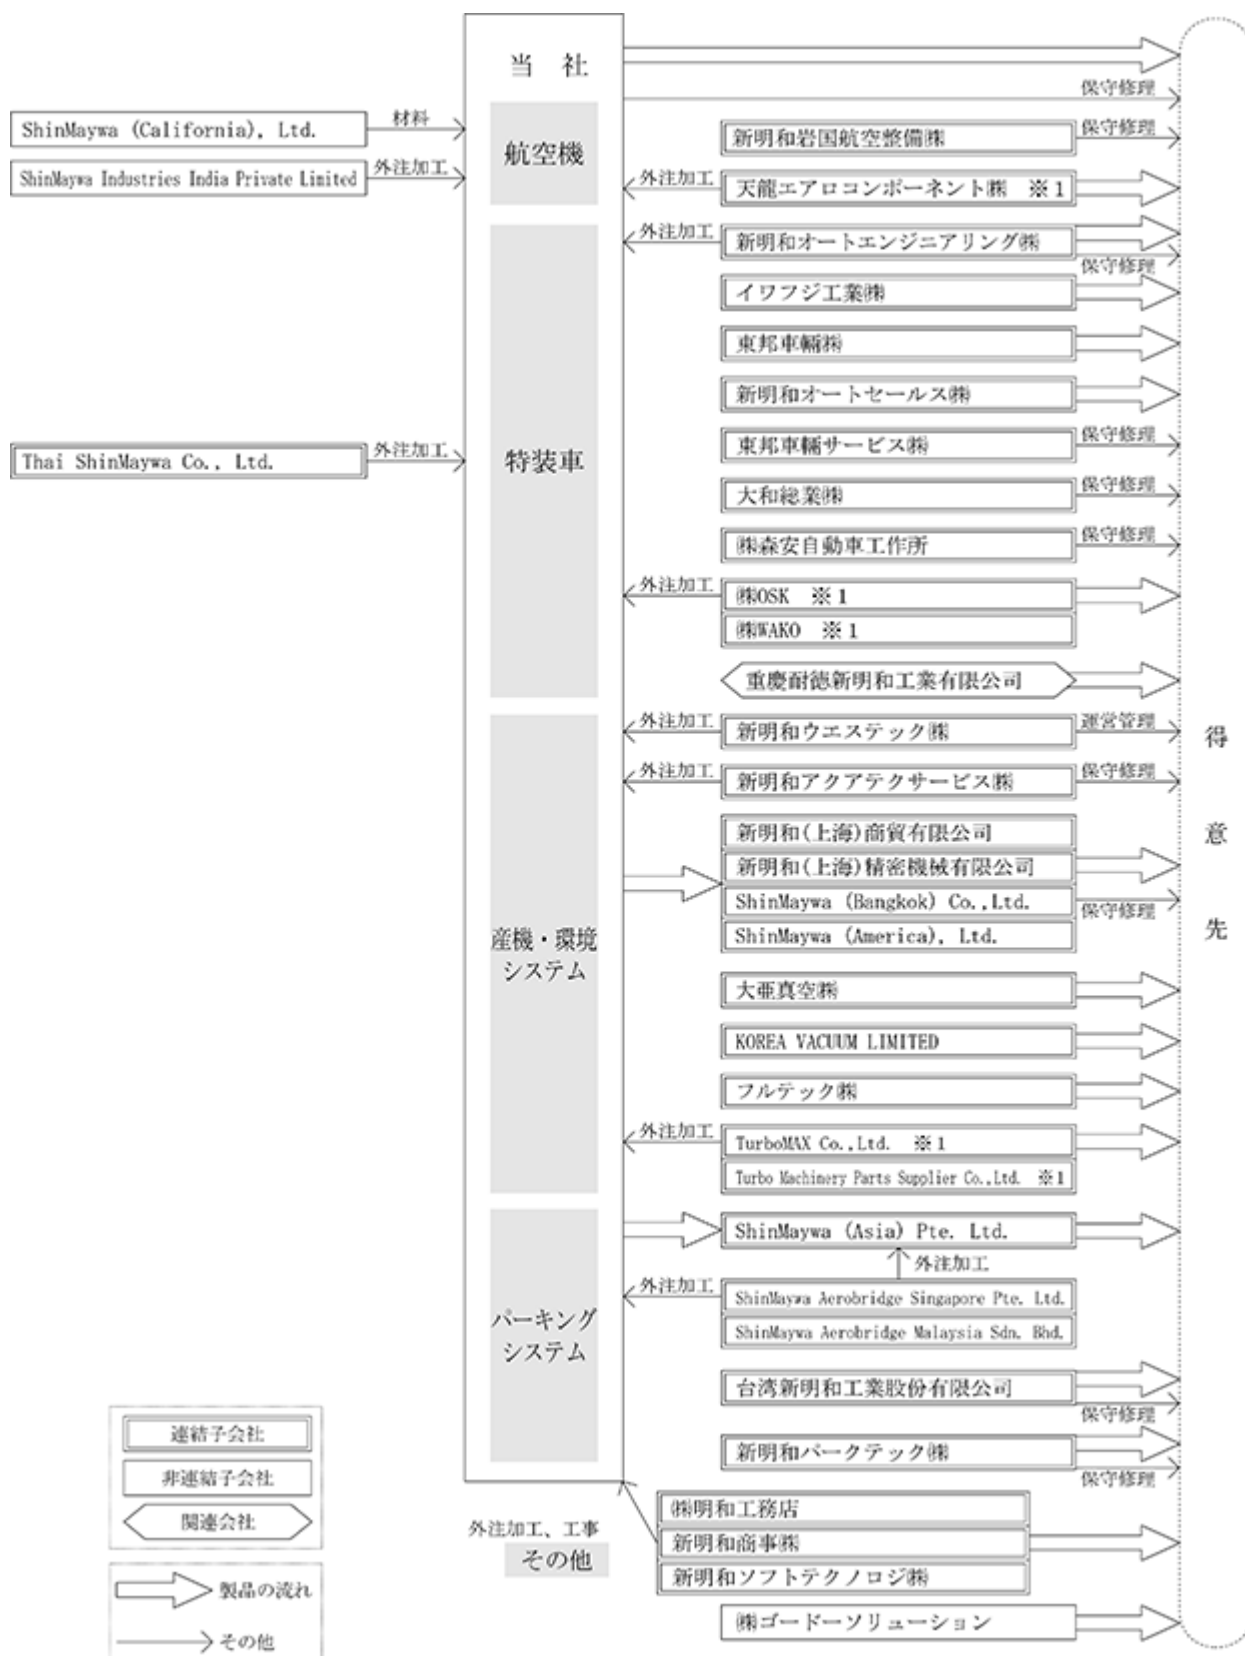 当 社
保守修理
ShinMaywa (California), Ltd.
材料
航空機
新明和岩国航空整備㈱
保守修理
ShinMaywa Industries India Private Limited
外注加工
外注加工
天龍エアロコンポーネント㈱ ※1
外注加工
新明和オートエンジニアリング㈱
保守修理
イワフジ工業㈱
東邦車輛㈱
新明和オートセールス㈱
Thai ShinMaywa Co., Ltd.
外注加工
特装車
東邦車輛サービス㈱
保守修理
大和総業㈱
保守修理
㈱森安自動車工作所
保守修理
外注加工
㈱OSK ※1
㈱WAKO ※1
重慶耐徳新明和工業有限公司
外注加工
新明和ウエステック㈱
運営管理
外注加工
新明和アクアテクサービス㈱
保守修理
得意先
新明和(上海)商貿有限公司
新明和(上海)精密機械有限公司
ShinMaywa (Bangkok) Co.,Ltd.
保守修理
ShinMaywa (America), Ltd.
産機・環境
システム
大亜真空㈱
KOREA VACUUM LIMITED
フルテック㈱
外注加工
TurboMAX Co.,Ltd. ※1
Turbo Machinery Parts Supplier Co.,Ltd. ※1
ShinMaywa (Asia) Pte. Ltd.
外注加工
外注加工
ShinMaywa Aerobridge Singapore Pte. Ltd.
ShinMaywa Aerobridge Malaysia Sdn. Bhd.
パーキング
システム
台湾新明和工業股份有限公司
保守修理
新明和パークテック㈱
保守修理
外注加工、工事
その他
㈱明和工務店
新明和商事㈱
新明和ソフトテクノロジ㈱
㈱ゴードーソリューション
連結子会社
非連結子会社
関連会社
製品の流れ
その他